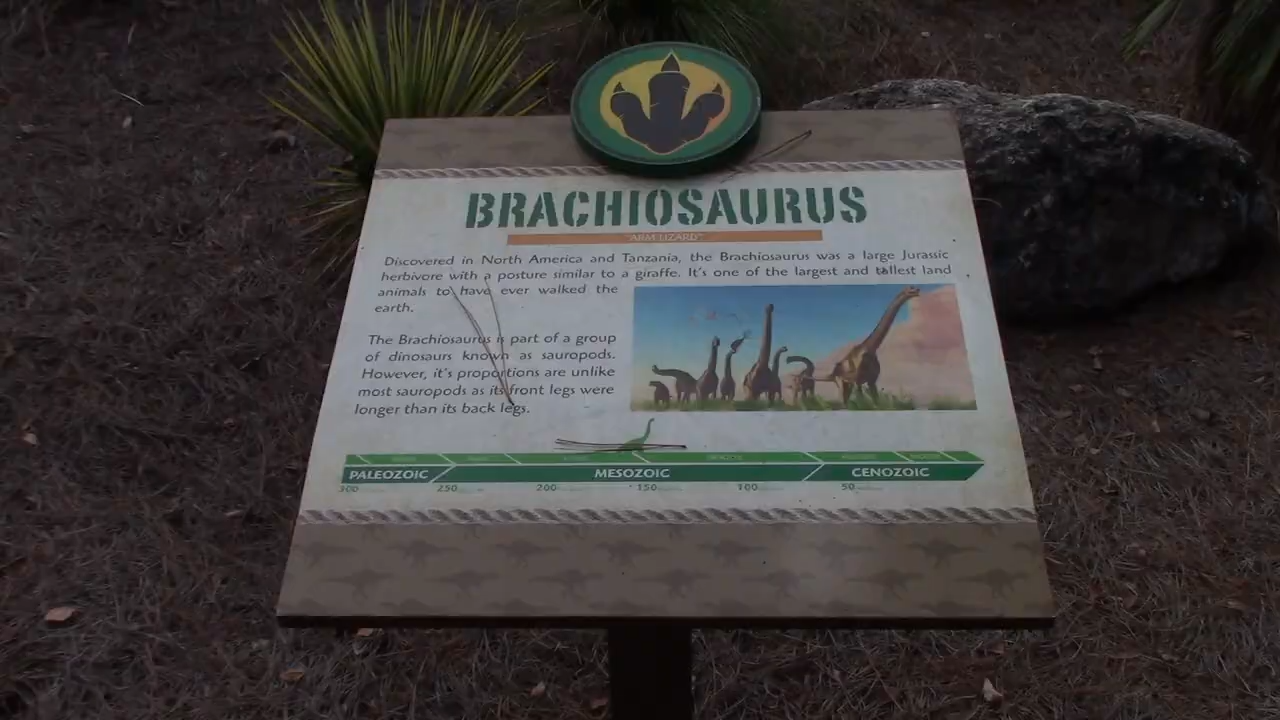 BRACHIOSAURUS
"ARM LIZARD"
Discovered in North America and Tanzania, the Brachiosaurus was a large Jurassic
herbivore with a posture similar to a giraffe. It's one of the largest and tallest land
animals to have ever walked the
earth.
The Brachiosaurus is part of a group
of dinosaurs known as sauropods.
However, it's proportions are unlike
most sauropods as its front legs were
longer than its back legs.
PALEOZOIC MESOZOIC CENOZOIC
300 250 200 150 100 50